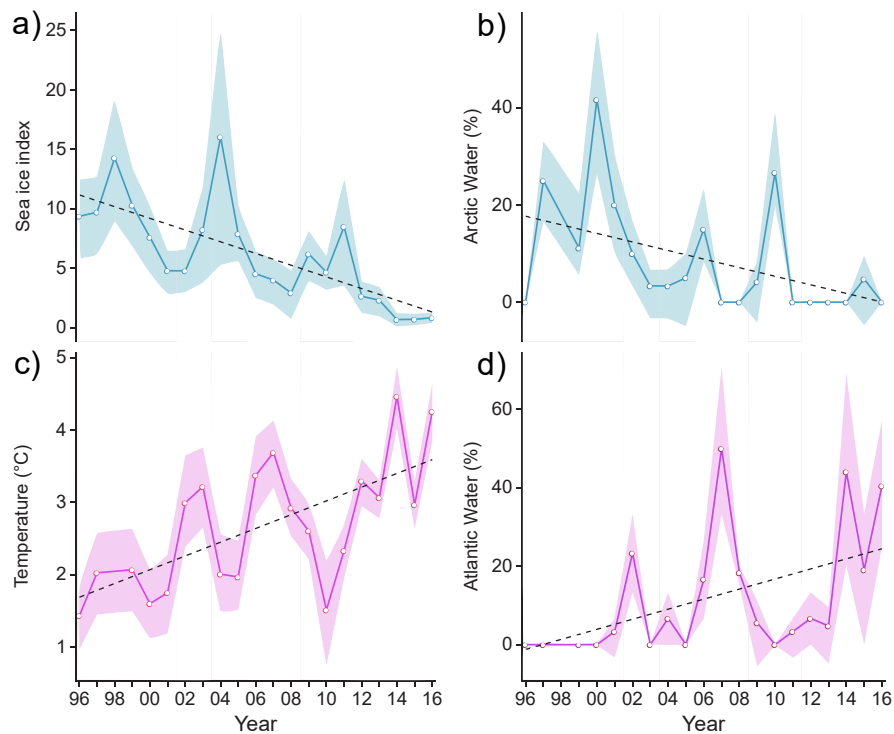 a)
Sea ice index
25
20
15
10
5
0
b)
Arctic Water (%)
40
20
0
c)
Temperature (°C)
5
4
3
2
1
96 98 00 02 04 06 08 10 12 14 16
Year
d)
Atlantic Water (%)
60
40
20
0
96 98 00 02 04 06 08 10 12 14 16
Year